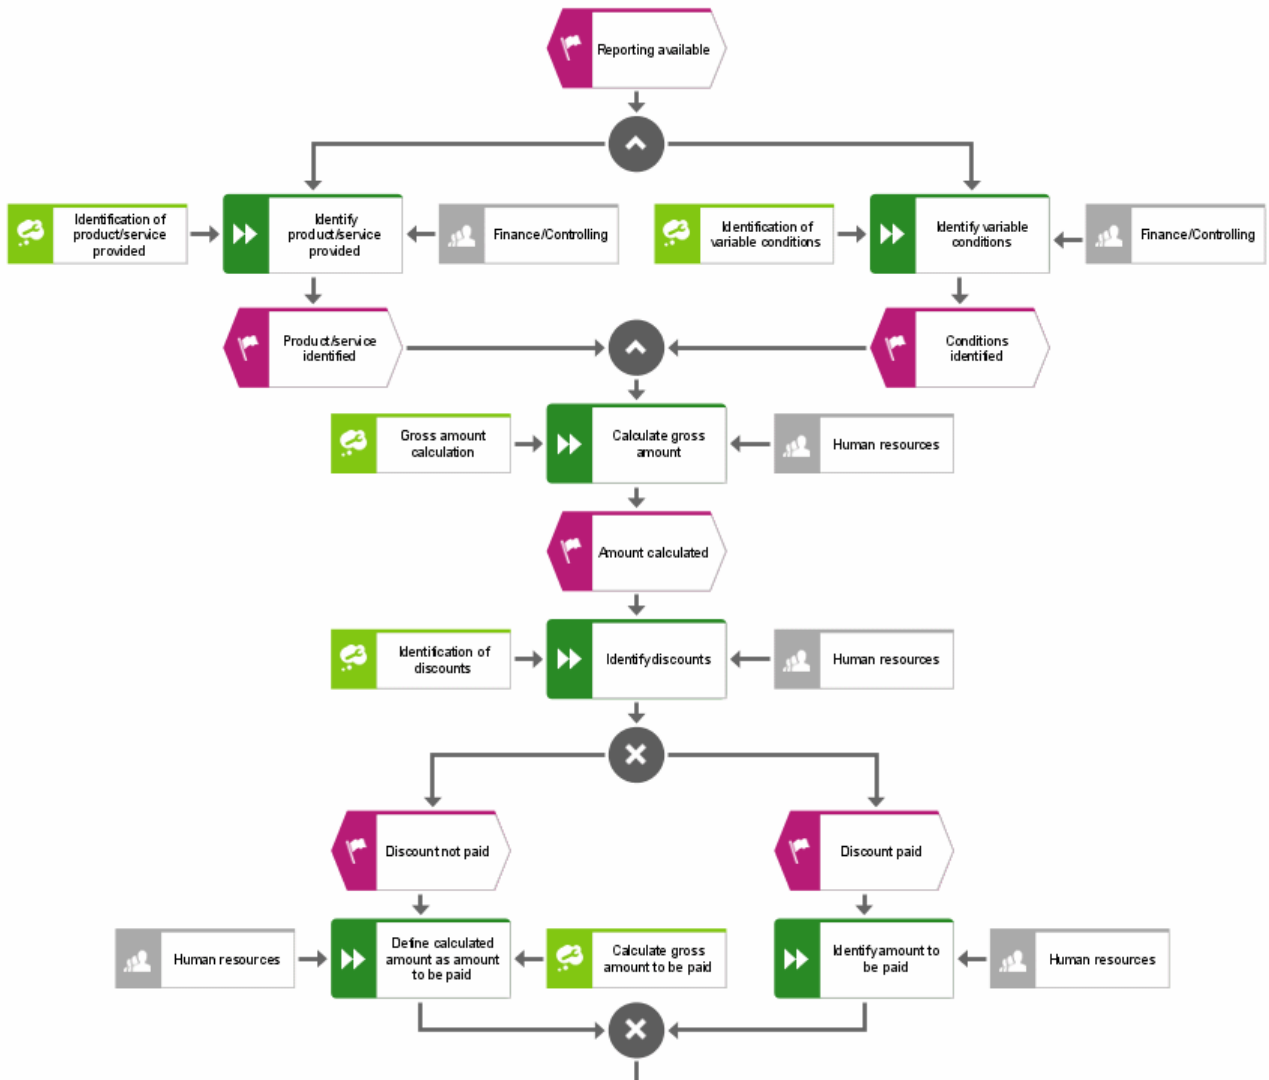 Reporting available
Identification of
product/service
provided
Identify
product/service
provided
Finance/Controlling
Identification of
variable conditions
Identify variable
conditions
Finance/Controlling
Product/service
identified
Conditions
identified
Gross amount
calculation
Calculate gross
amount
Human resources
Amount calculated
Identification of
discounts
Identify discounts
Human resources
Discount not paid
Discount paid
Human resources
Define calculated
amount as amount
to be paid
Calculate gross
amount to be paid
Identify amount to
be paid
Human resources